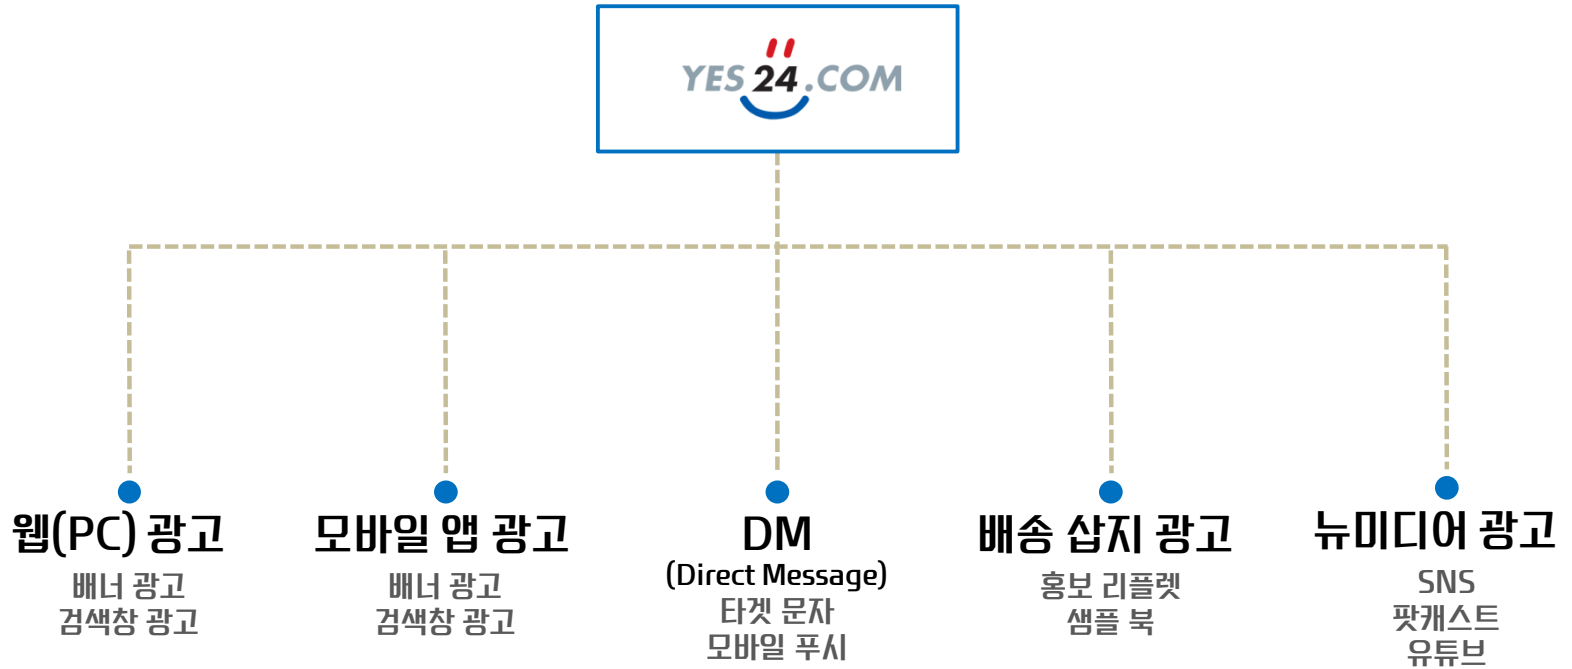 YES24.COM
웹(PC) 광고
배너 광고
검색창 광고
모바일 앱 광고
배너 광고
검색창 광고
DM
(Direct Message)
타겟 문자
모바일 푸시
배송 삽지 광고
홍보 리플렛
샘플 북
뉴미디어 광고
SNS
팟캐스트
유튜브